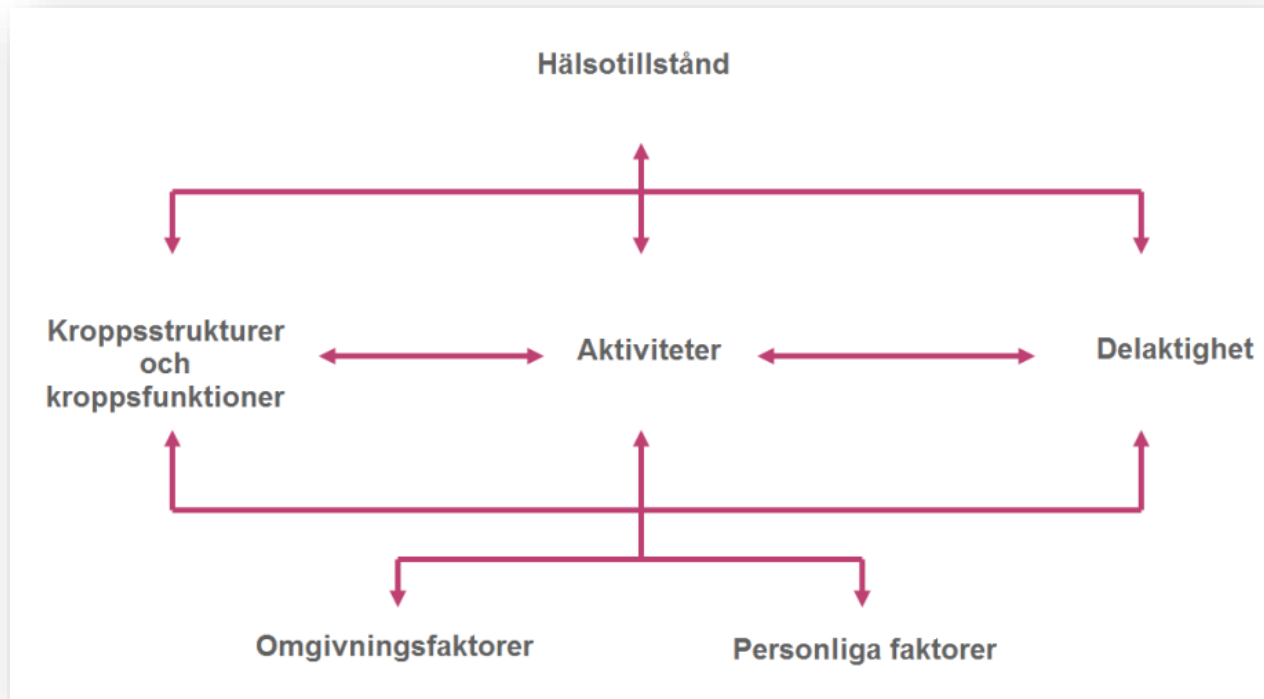 Hälsotillstånd
Kroppsstrukturer
och
kroppsfunktioner
Aktiviteter
Delaktighet
Omgivningsfaktorer
Personliga faktorer